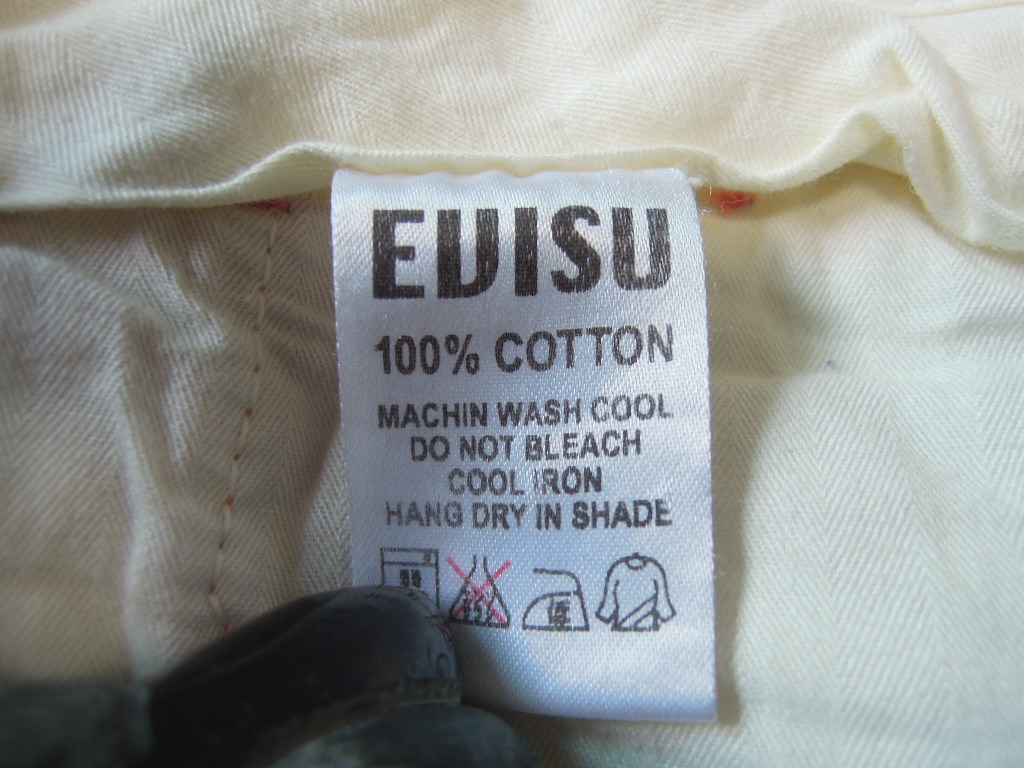 EVISU
100% COTTON
MACHIN WASH COOL
DO NOT BLEACH
COOL IRON
HANG DRY IN SHADE